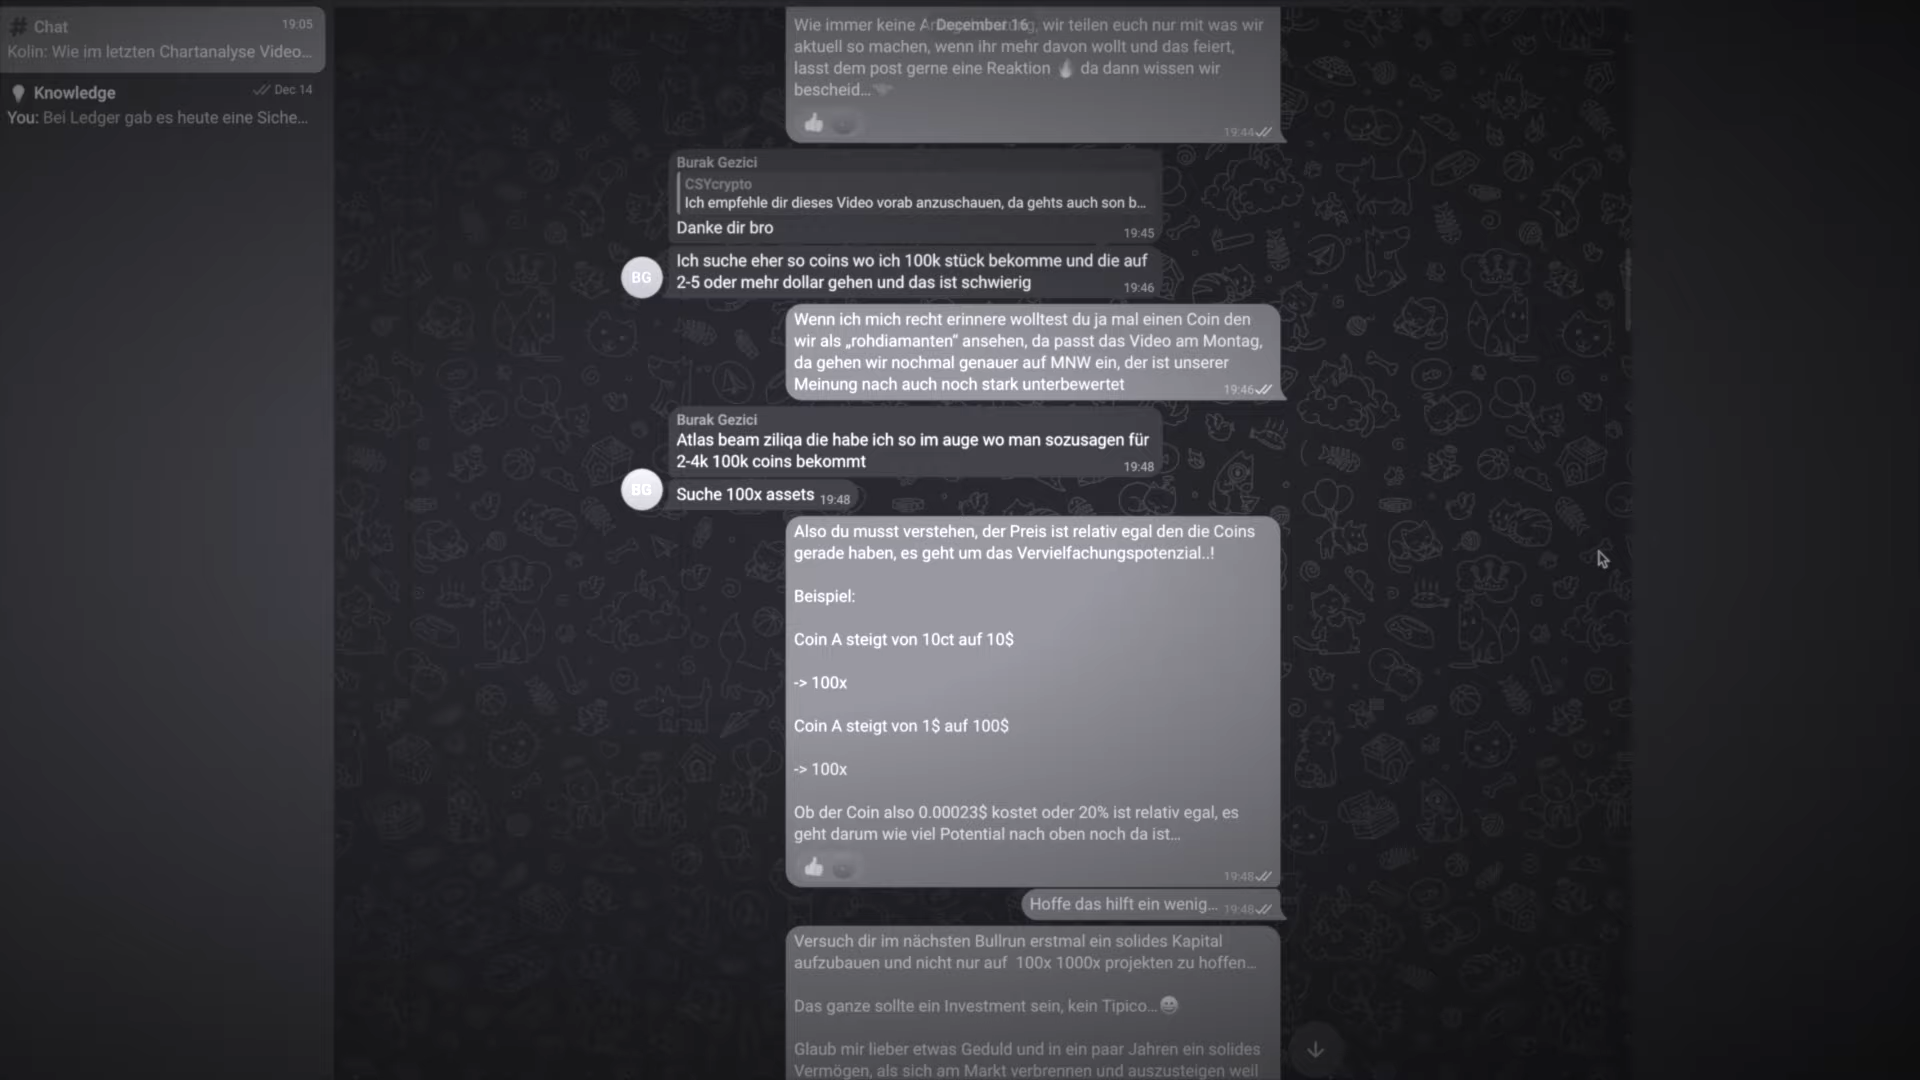 Chat
19:05
Kolin: Wie im letzten Chartanalyse Video...
Knowledge
Dec 14
You: Bei Ledger gab es heute eine Siche...
December 16
Wie immer keine, wir teilen euch nur mit was wir
aktuell so machen, wenn ihr mehr davon wollt und das feiert,
lasst dem post gerne eine Reaktion 🔥 da dann wissen wir
bescheid...
19:44
Burak Gezici
CSYcrypto
Ich empfehle dir dieses Video vorab anzuschauen, da gehts auch son b...
Danke dir bro
19:45
BG
Ich suche eher so coins wo ich 100k stück bekomme und die auf
2-5 oder mehr dollar gehen und das ist schwierig
19:46
Wenn ich mich recht erinnere wolltest du ja mal einen Coin den
wir als „rohdiamanten" ansehen, da passt das Video am Montag,
da gehen wir nochmal genauer auf MNW ein, der ist unserer
Meinung nach auch noch stark unterbewertet
19:46
Burak Gezici
Atlas beam ziliqa die habe ich so im auge wo man sozusagen für
2-4k 100k coins bekommt
19:48
BG
Suche 100x assets 19:48
Also du musst verstehen, der Preis ist relativ egal den die Coins
gerade haben, es geht um das Vervielfachungspotenzial..!
Beispiel:
Coin A steigt von 10ct auf 10$
-> 100x
Coin A steigt von 1$ auf 100$
-> 100x
Ob der Coin also 0.00023$ kostet oder 20% ist relativ egal, es
geht darum wie viel Potential nach oben noch da ist...
👍
19:48
Hoffe das hilft ein wenig... 19:48
Versuch dir im nächsten Bullrun erstmal ein solides Kapital
aufzubauen und nicht nur auf 100x 1000x projekten zu hoffen...
Das ganze sollte ein Investment sein, kein Tipico...😄
Glaub mir lieber etwas Geduld und in ein paar Jahren ein solides
Vermögen, als sich am Markt verbrennen und auszusteigen weil